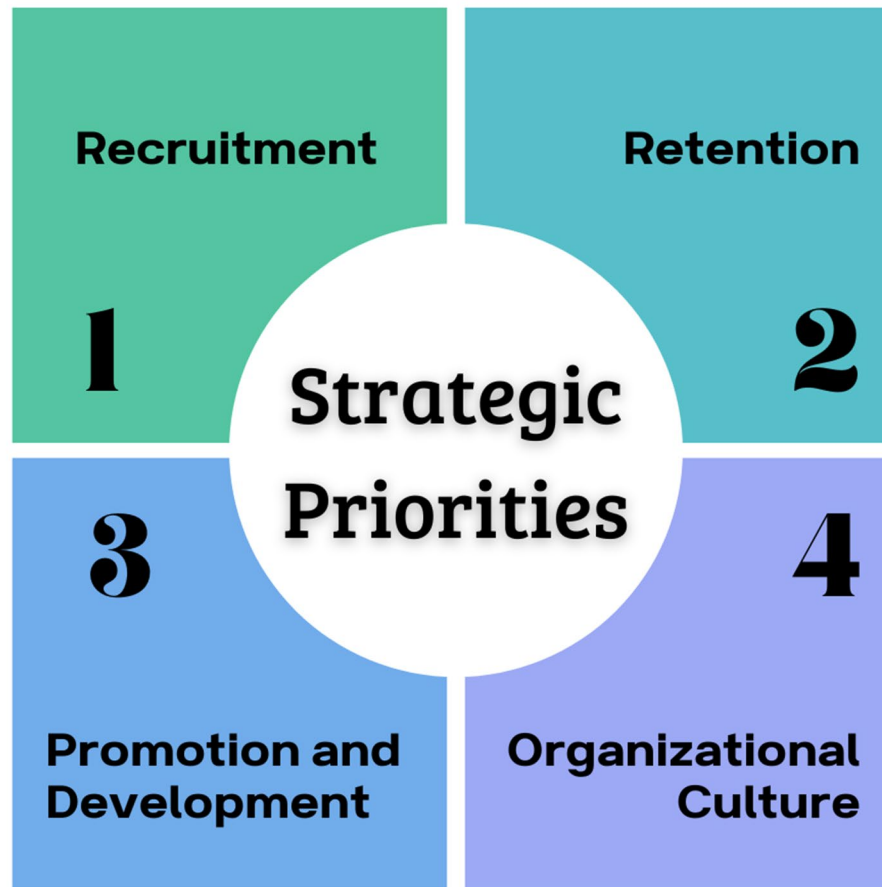 Recruitment
1
Retention
2
Strategic
Priorities
3
Promotion and
Development
4
Organizational
Culture